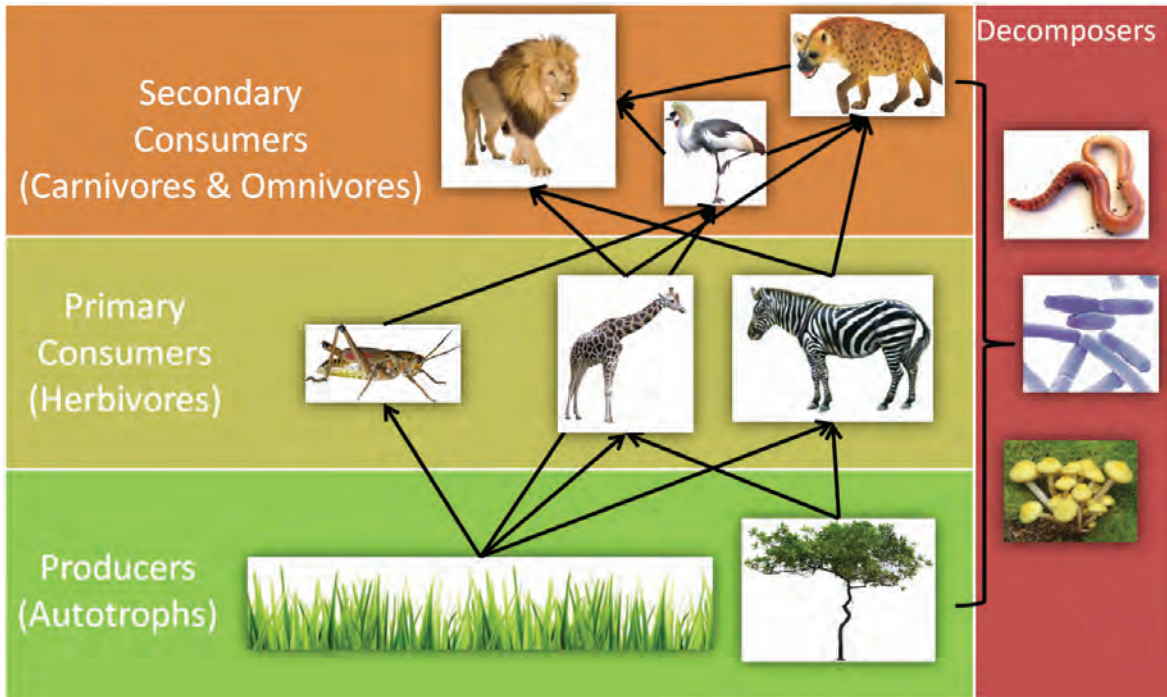 Decomposers
Secondary
Consumers
(Carnivores & Omnivores)
Primary
Consumers
(Herbivores)
Producers
(Autotrophs)